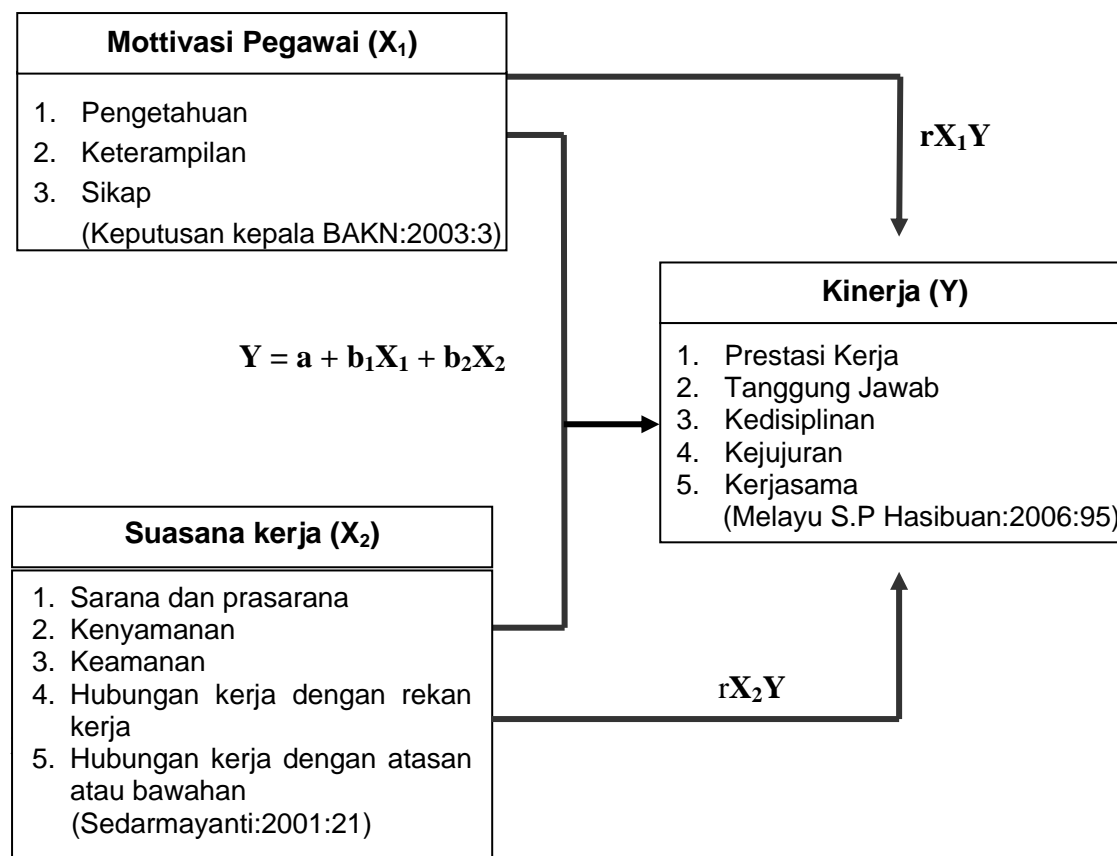 Mottivasi Pegawai (X₁)
1. Pengetahuan
2. Keterampilan
3. Sikap
(Keputusan kepala BAKN:2003:3)
rX₁Y
Y = a + b₁X₁ + b₂X₂
Kinerja (Y)
1. Prestasi Kerja
2. Tanggung Jawab
3. Kedisiplinan
4. Kejujuran
5. Kerjasama
(Melayu S.P Hasibuan:2006:95)
Suasana kerja (X₂)
1. Sarana dan prasarana
2. Kenyamanan
3. Keamanan
4. Hubungan kerja dengan rekan
kerja
5. Hubungan kerja dengan atasan
atau bawahan
(Sedarmayanti:2001:21)
rX₂Y